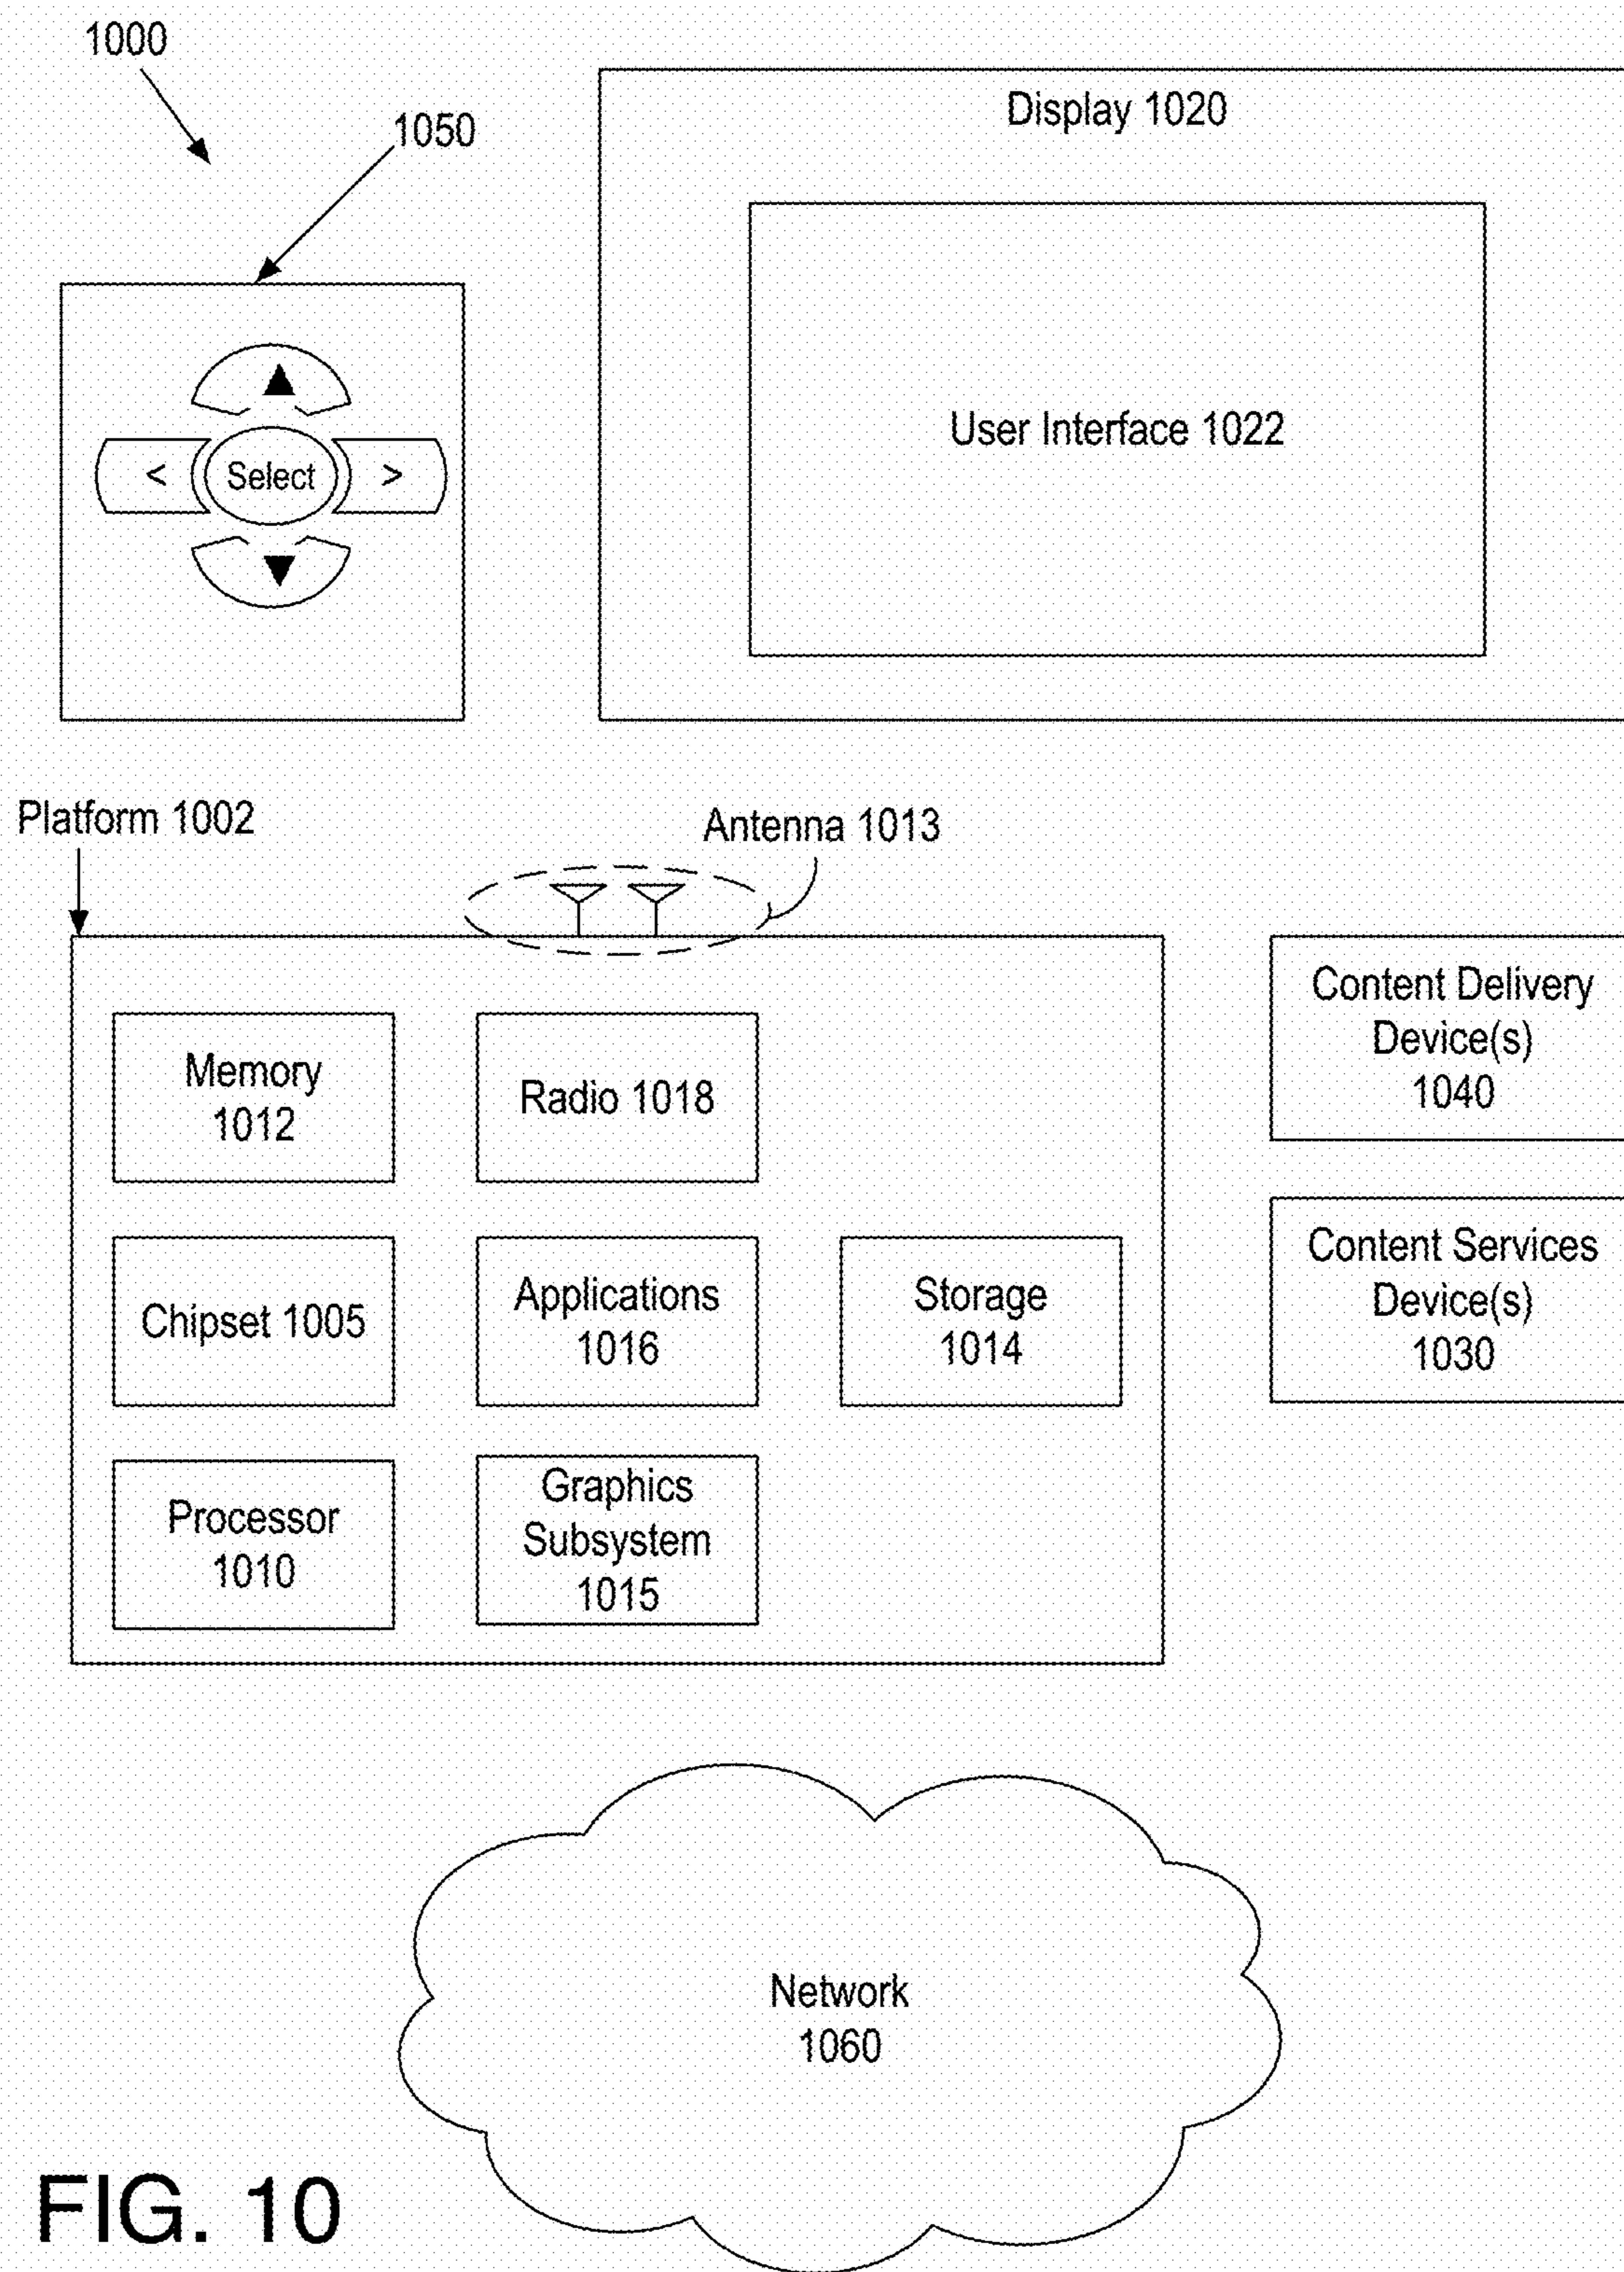 1000
1050
Display 1020
User Interface 1022
<
Select
>
Platform 1002
Antenna 1013
Memory
1012
Radio 1018
Content Delivery
Device(s)
1040
Chipset 1005
Applications
1016
Storage
1014
Content Services
Device(s)
1030
Processor
1010
Graphics
Subsystem
1015
Network
1060
FIG. 10